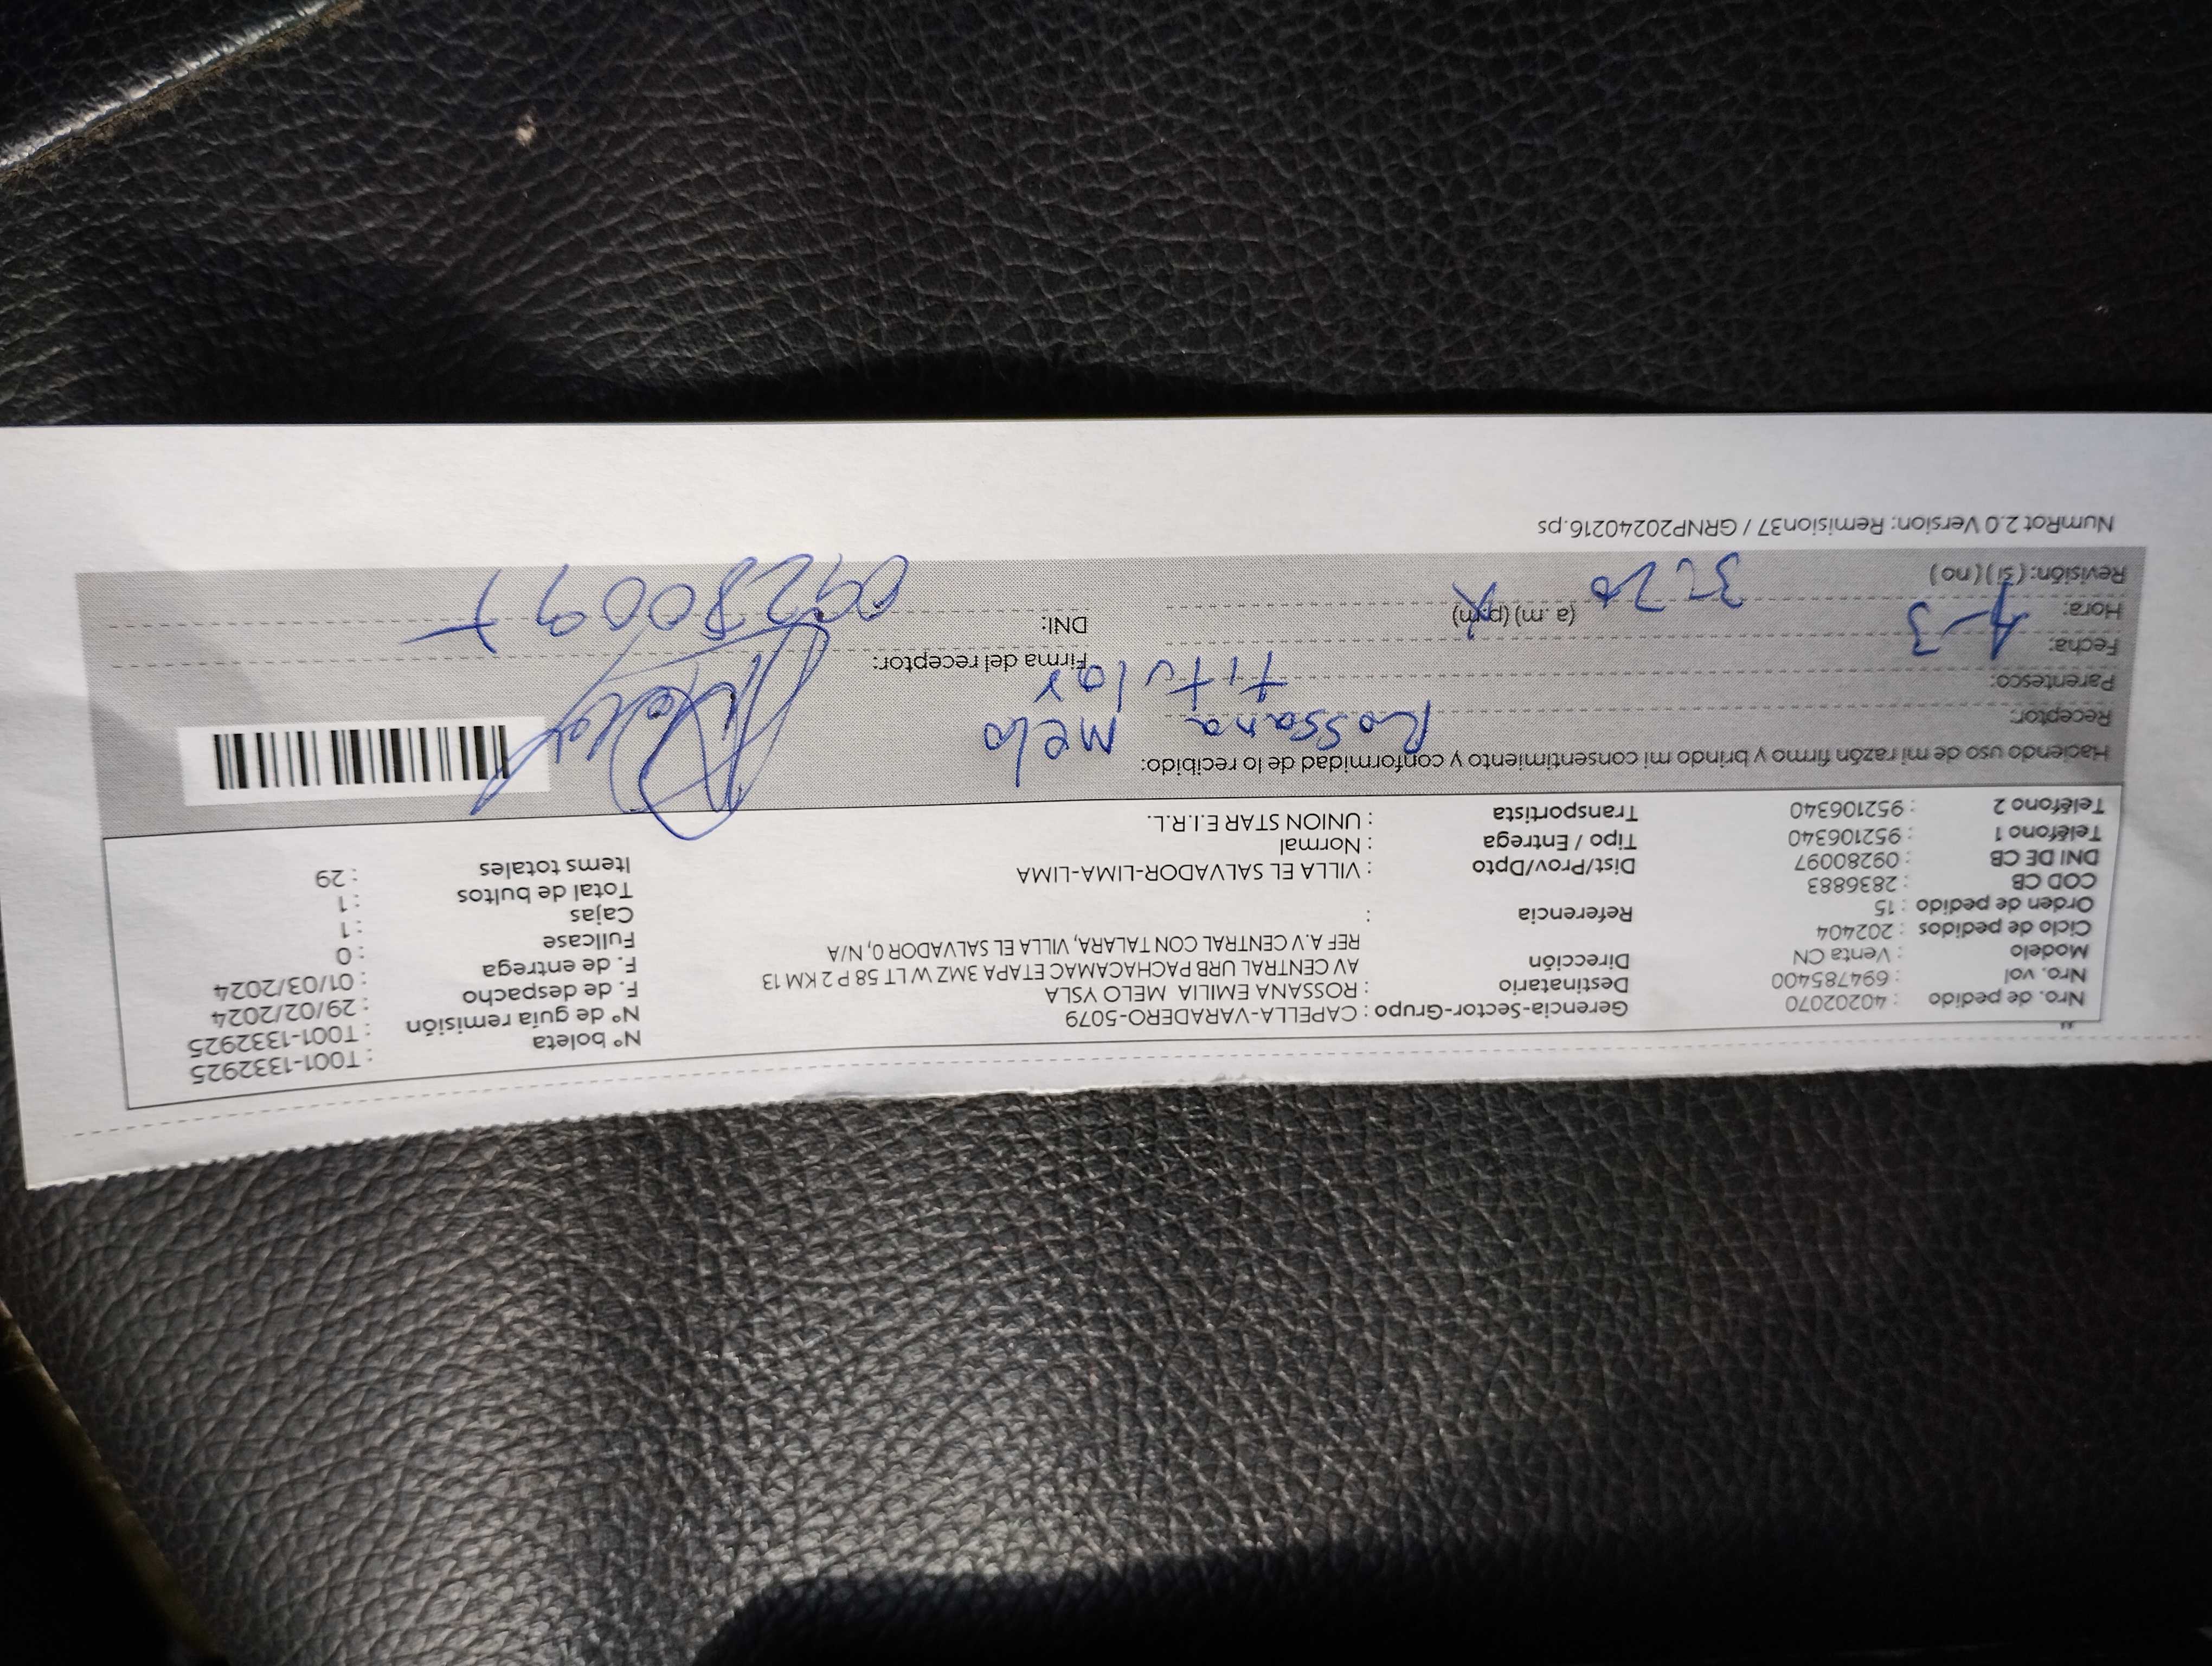 Nro. de pedido : 40202070 Gerencia-Sector-Grupo : CAPELLA-VARADERO-5079 N° boleta : T001-1332925
Nro. vol : 694785400 Destinatario : ROSSANA EMILIA MELO YSLA N° de guía remisión : T001-1332925
Modelo : Venta CN Dirección AV CENTRAL URB PACHACAMAC ETAPA 3MZ W LT 58 P 2 KM 13 F. de despacho : 29/02/2024
Ciclo de pedidos : 202404 REF A.V CENTRAL CON TALARA, VILLA EL SALVADOR 0, N/A F. de entrega : 01/03/2024
Orden de pedido : 15 Referencia : Fullcase : 0
COD CB : 2836883 Cajas : 1
DNI DE CB : 09280097 Dist/Prov/Dpto : VILLA EL SALVADOR-LIMA-LIMA Total de bultos : 1
Teléfono 1 : 952106340 Tipo / Entrega : Normal Items totales : 29
Teléfono 2 : 952106340 Transportista : UNION STAR E.I.R.L.
Haciendo uso de mi razón firmo y brindo mi consentimiento y conformidad de lo recibido:
Receptor: Rossana Melo
Parentesco: titular
Fecha: 1-3 Firma del receptor:
Hora: 3:20 (a. m) (p.m) DNI: 09280097
Revisión: (si) (no)
NumRot 2.0 Version: Remision37 / GRNP20240216.ps